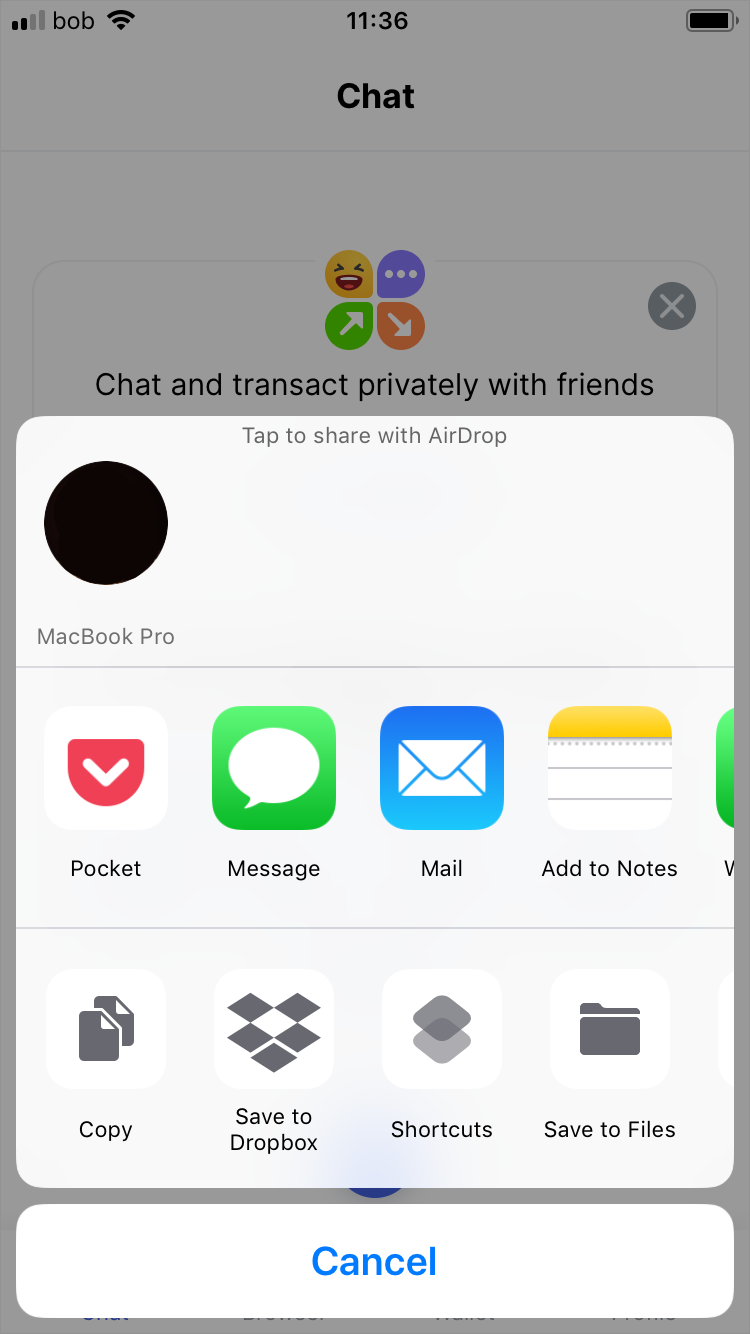 bob
11:36
Chat
Chat and transact privately with friends
Tap to share with AirDrop
MacBook Pro
Pocket
Message
Mail
Add to Notes
Copy
Save to
Dropbox
Shortcuts
Save to Files
Cancel